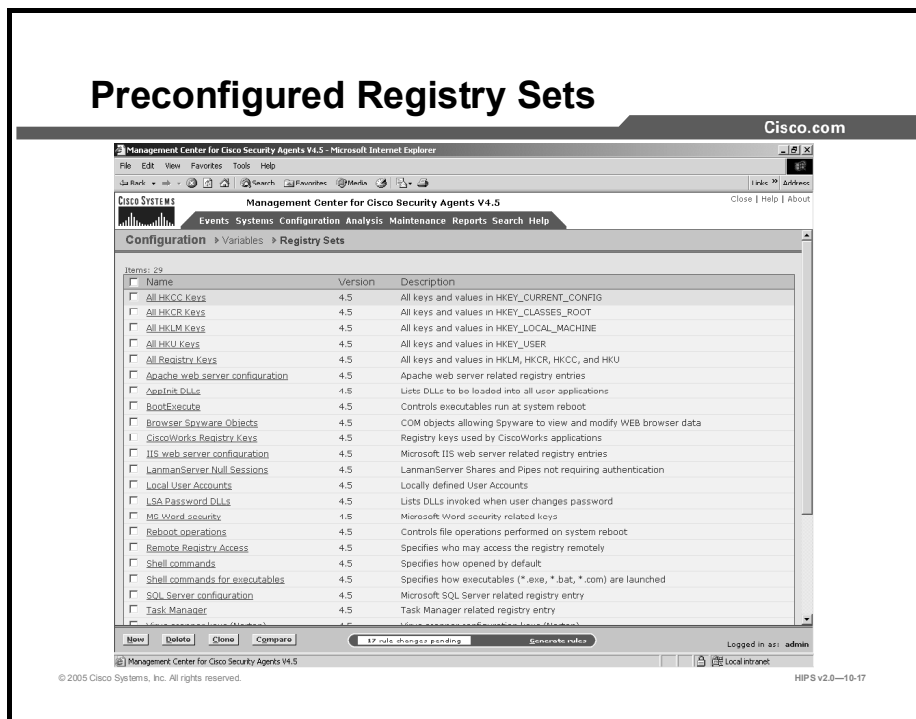 Preconfigured Registry Sets
Cisco.com
Management Center for Cisco Security Agents V4.5 - Microsoft Internet Explorer
File Edit View Favorites Tools Help
Back Search Favorites Media Links » Address
CISCO SYSTEMS Management Center for Cisco Security Agents V4.5 Close | Help | About
Events Systems Configuration Analysis Maintenance Reports Search Help
Configuration Variables Registry Sets
Items: 29
Name Version Description
All HKCC Keys 4.5 All keys and values in HKEY_CURRENT_CONFIG
All HKCR Keys 4.5 All keys and values in HKEY_CLASSES_ROOT
All HKLM Keys 4.5 All keys and values in HKEY_LOCAL_MACHINE
All HKU Keys 4.5 All keys and values in HKEY_USER
All Registry Keys 4.5 All keys and values in HKLM, HKCR, HKCC, and HKU
Apache web server configuration 4.5 Apache web server related registry entries
AppInit DLLs 4.5 Lists DLLs to be loaded into all user applications
BootExecute 4.5 Controls executables run at system reboot
Browser Spyware Objects 4.5 COM objects allowing Spyware to view and modify WEB browser data
CiscoWorks Registry Keys 4.5 Registry keys used by CiscoWorks applications
IIS web server configuration 4.5 Microsoft IIS web server related registry entries
LanmanServer Null Sessions 4.5 LanmanServer Shares and Pipes not requiring authentication
Local User Accounts 4.5 Locally defined User Accounts
LSA Password DLLs 4.5 Lists DLLs invoked when user changes password
MS Word security 4.5 Microsoft Word security related keys
Reboot operations 4.5 Controls file operations performed on system reboot
Remote Registry Access 4.5 Specifies who may access the registry remotely
Shell commands 4.5 Specifies how opened by default
Shell commands for executables 4.5 Specifies how executables (*.exe, *.bat, *.com) are launched
SQL Server configuration 4.5 Microsoft SQL Server related registry entry
Task Manager 4.5 Task Manager related registry entry
New Delete Clone Compare 17 rule changes pending Generate rules Logged in as: admin
Management Center for Cisco Security Agents V4.5 Local intranet
© 2005 Cisco Systems, Inc. All rights reserved. HIPS v2.0—10-17